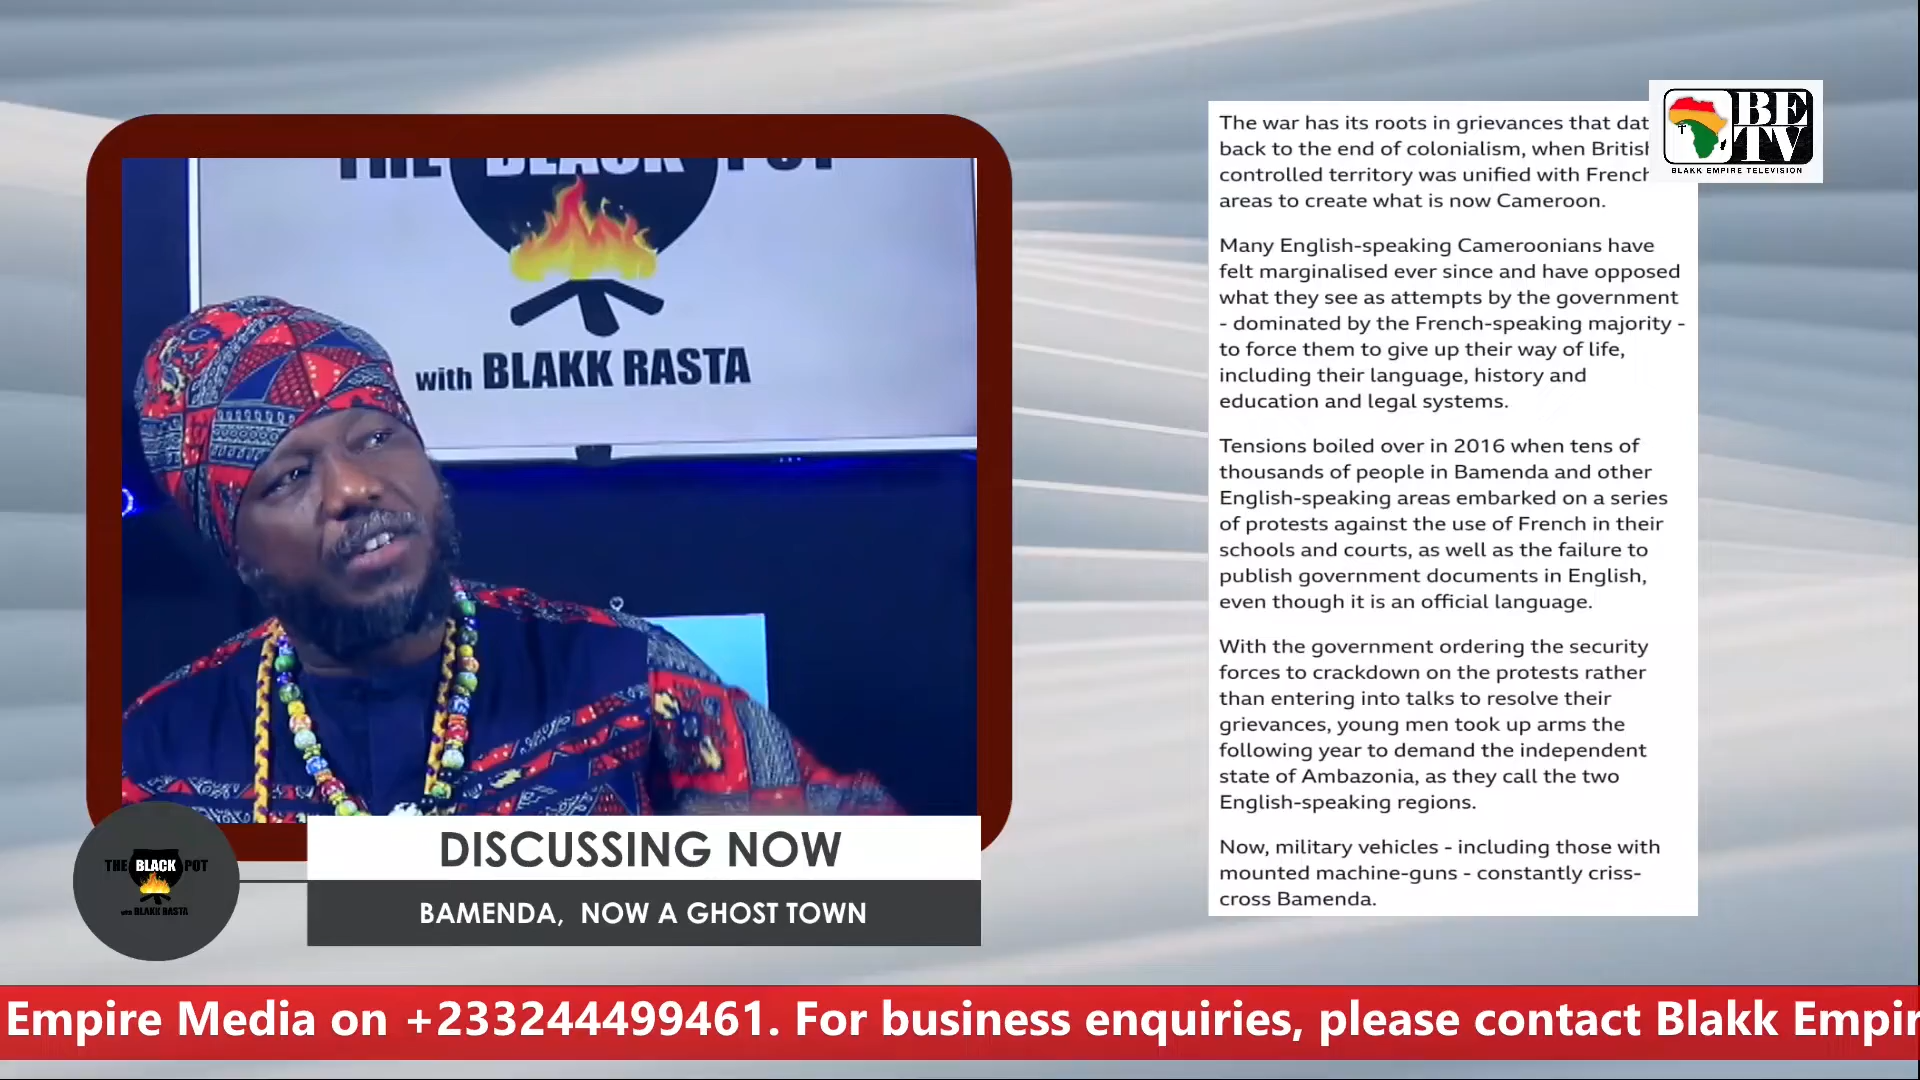 THE BLACK POT
with BLAKK RASTA
BE
TV
BLAKK EMPIRE TELEVISION
The war has its roots in grievances that dat
back to the end of colonialism, when British
controlled territory was unified with French
areas to create what is now Cameroon.
Many English-speaking Cameroonians have
felt marginalised ever since and have opposed
what they see as attempts by the government
- dominated by the French-speaking majority -
to force them to give up their way of life,
including their language, history and
education and legal systems.
Tensions boiled over in 2016 when tens of
thousands of people in Bamenda and other
English-speaking areas embarked on a series
of protests against the use of French in their
schools and courts, as well as the failure to
publish government documents in English,
even though it is an official language.
With the government ordering the security
forces to crackdown on the protests rather
than entering into talks to resolve their
grievances, young men took up arms the
following year to demand the independent
state of Ambazonia, as they call the two
English-speaking regions.
Now, military vehicles - including those with
mounted machine-guns - constantly criss-
cross Bamenda.
THE BLACK POT
with BLAKK RASTA
DISCUSSING NOW
BAMENDA, NOW A GHOST TOWN
Empire Media on +233244499461. For business enquiries, please contact Blakk Empir